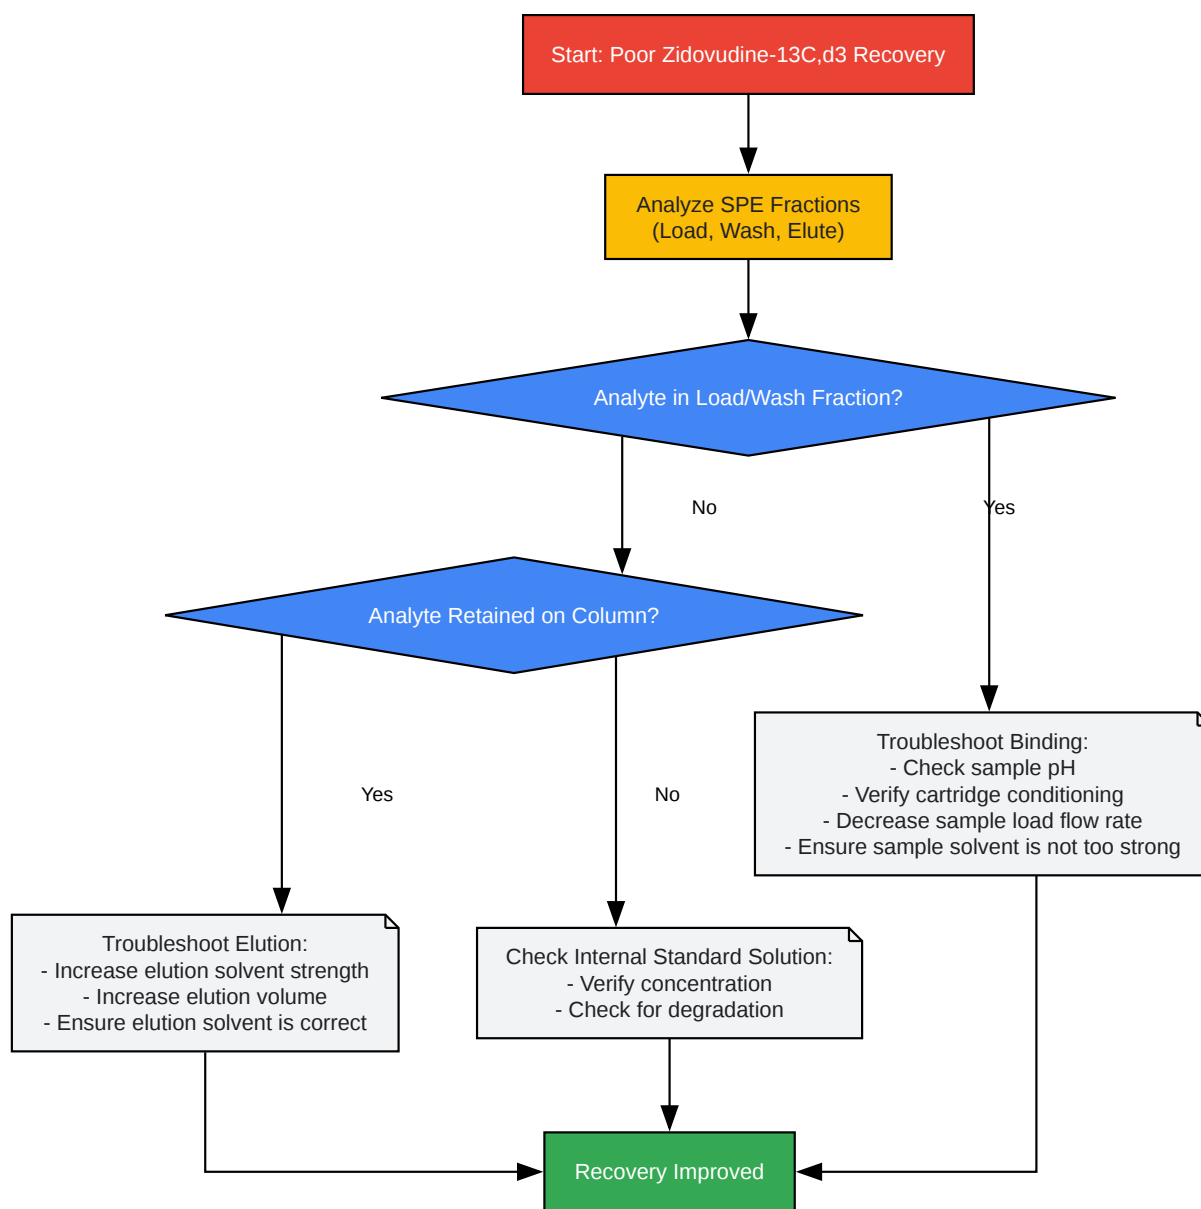 Start: Poor Zidovudine-13C,d3 Recovery
Analyze SPE Fractions
(Load, Wash, Elute)
Analyte in Load/Wash Fraction?
No
Yes
Analyte Retained on Column?
Yes
No
Troubleshoot Binding:
- Check sample pH
- Verify cartridge conditioning
- Decrease sample load flow rate
- Ensure sample solvent is not too strong
Troubleshoot Elution:
- Increase elution solvent strength
- Increase elution volume
- Ensure elution solvent is correct
Check Internal Standard Solution:
- Verify concentration
- Check for degradation
Recovery Improved